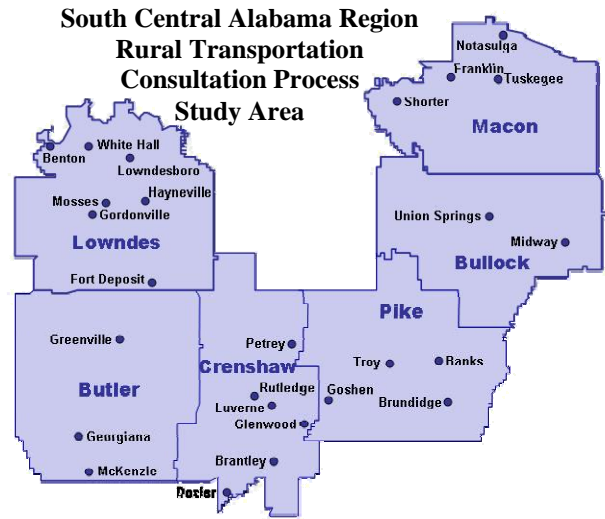 South Central Alabama Region
Rural Transportation
Consultation Process
Study Area
Notasulga
Franklin
Tuskegee
Shorter
Macon
Benton
White Hall
Lowndesboro
Mosses
Hayneville
Gordonville
Lowndes
Fort Deposit
Union Springs
Midway
Bullock
Pike
Greenville
Petrey
Troy
Banks
Crenshaw
Butler
Rutledge
Luverne
Goshen
Brundidge
Glenwood
Georgiana
McKenzie
Brantley
Dozier